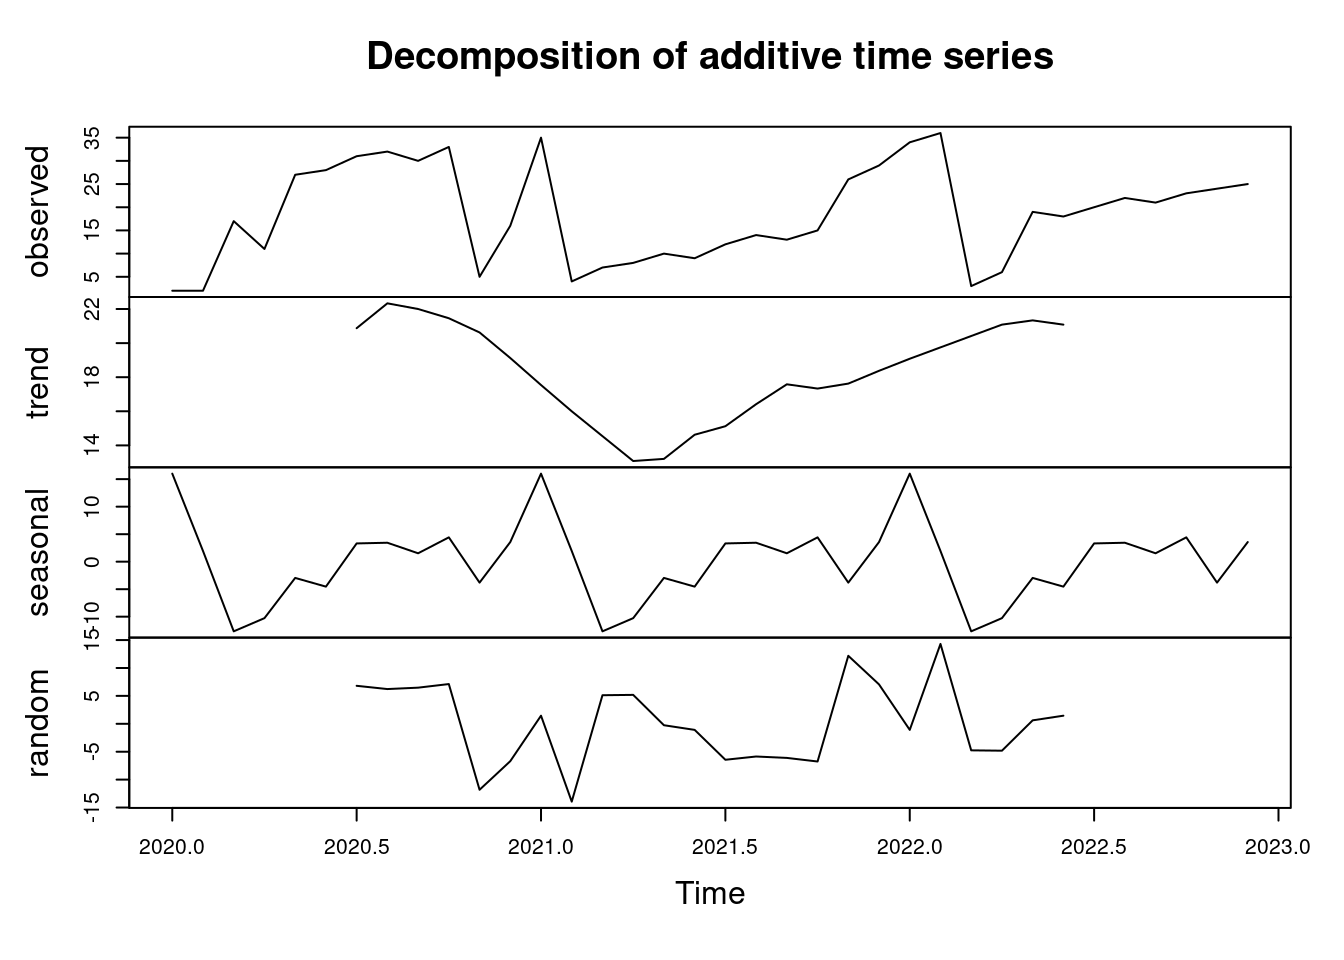 Decomposition of additive time series
observed
5 15 25 35
trend
14 18 22
seasonal
-10 0 10
random
-15 -5 5 15
2020.0 2020.5 2021.0 2021.5 2022.0 2022.5 2023.0
Time